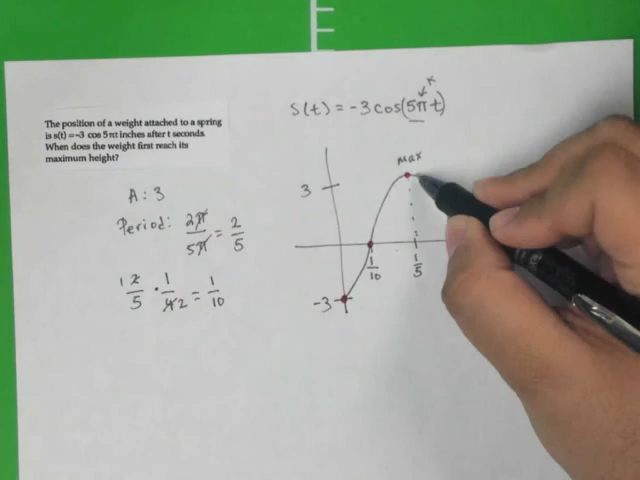 The position of a weight attached to a spring
is s(t) =-3 cos 5πt inches after t seconds.
When does the weight first reach its
maximum height?
s(t) = -3 cos(5πt)
k
A: 3
Period: 2π/5π = 2/5
1 2/5 · 1/4 2 = 1/10
max
3
1/10
1/5
-3